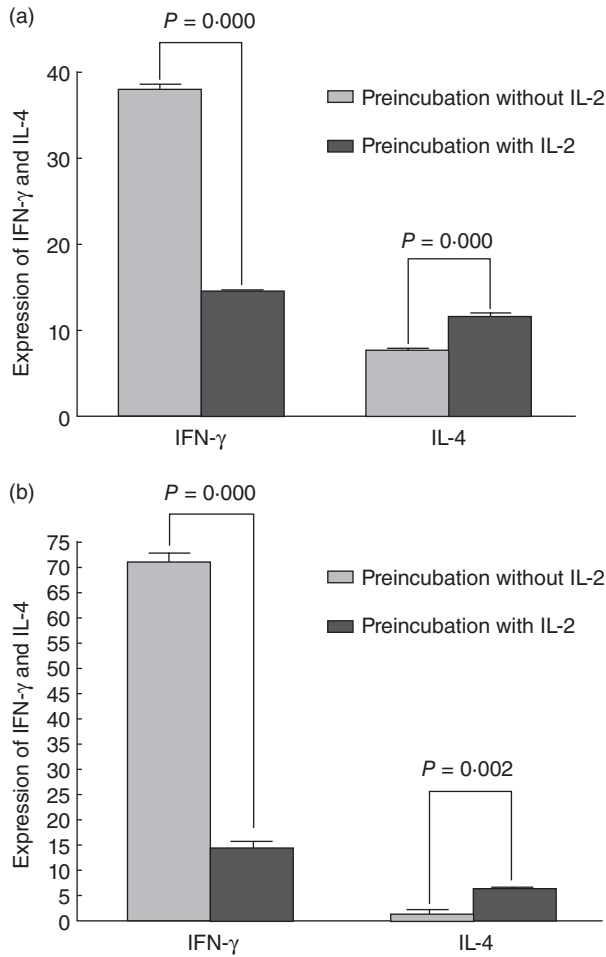 (a)
P = 0·000
40
30
20
10
0
Expression of IFN-γ and IL-4
Preincubation without IL-2
Preincubation with IL-2
P = 0·000
IFN-γ
IL-4
(b)
P = 0·000
75
70
65
60
55
50
45
40
35
30
25
20
15
10
5
0
Expression of IFN-γ and IL-4
Preincubation without IL-2
Preincubation with IL-2
P = 0·002
IFN-γ
IL-4